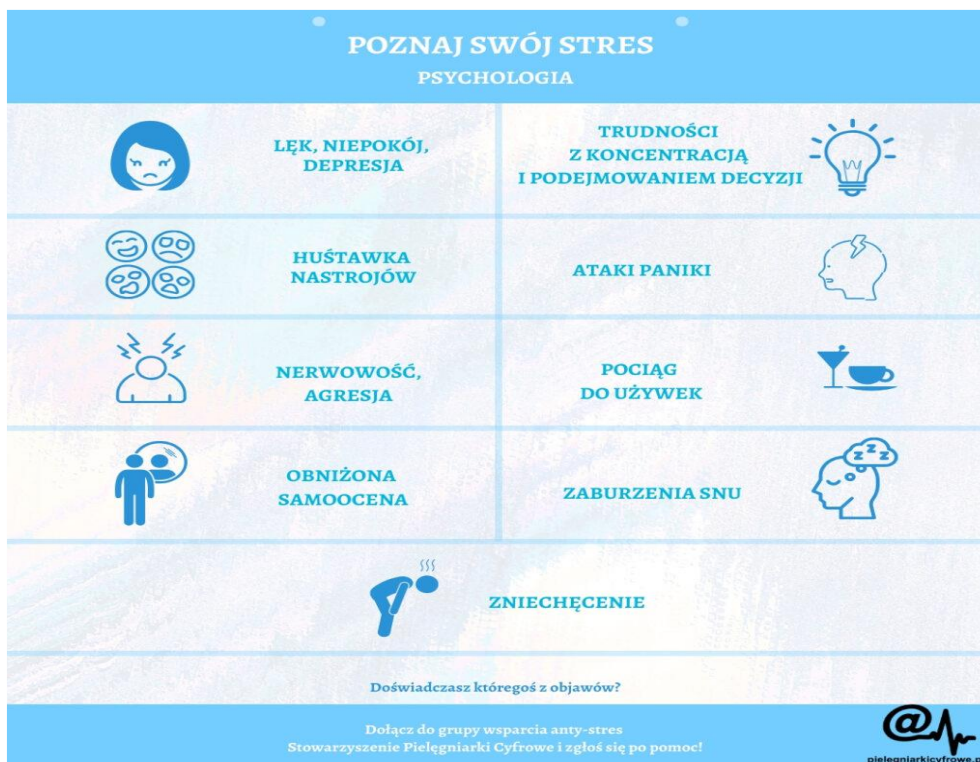 POZNAJ SWÓJ STRES
PSYCHOLOGIA
LĘK, NIEPOKÓJ,
DEPRESJA
TRUDNOŚCI
Z KONCENTRACJĄ
I PODEJMOWANIEM DECYZJI
HUŚTAWKA
NASTROJÓW
ATAKI PANIKI
NERWOWOŚĆ,
AGRESJA
POCIĄG
DO UŻYWEK
OBNIŻONA
SAMOOCENA
Z Z Z
ZABURZENIA SNU
ZNIECHĘCENIE
Doświadczasz któregoś z objawów?
Dołącz do grupy wsparcia anty-stres
Stowarzyszenie Pielęgniarki Cyfrowe i zgłoś się po pomoc!
@
pielegniarkicyfrowe.p